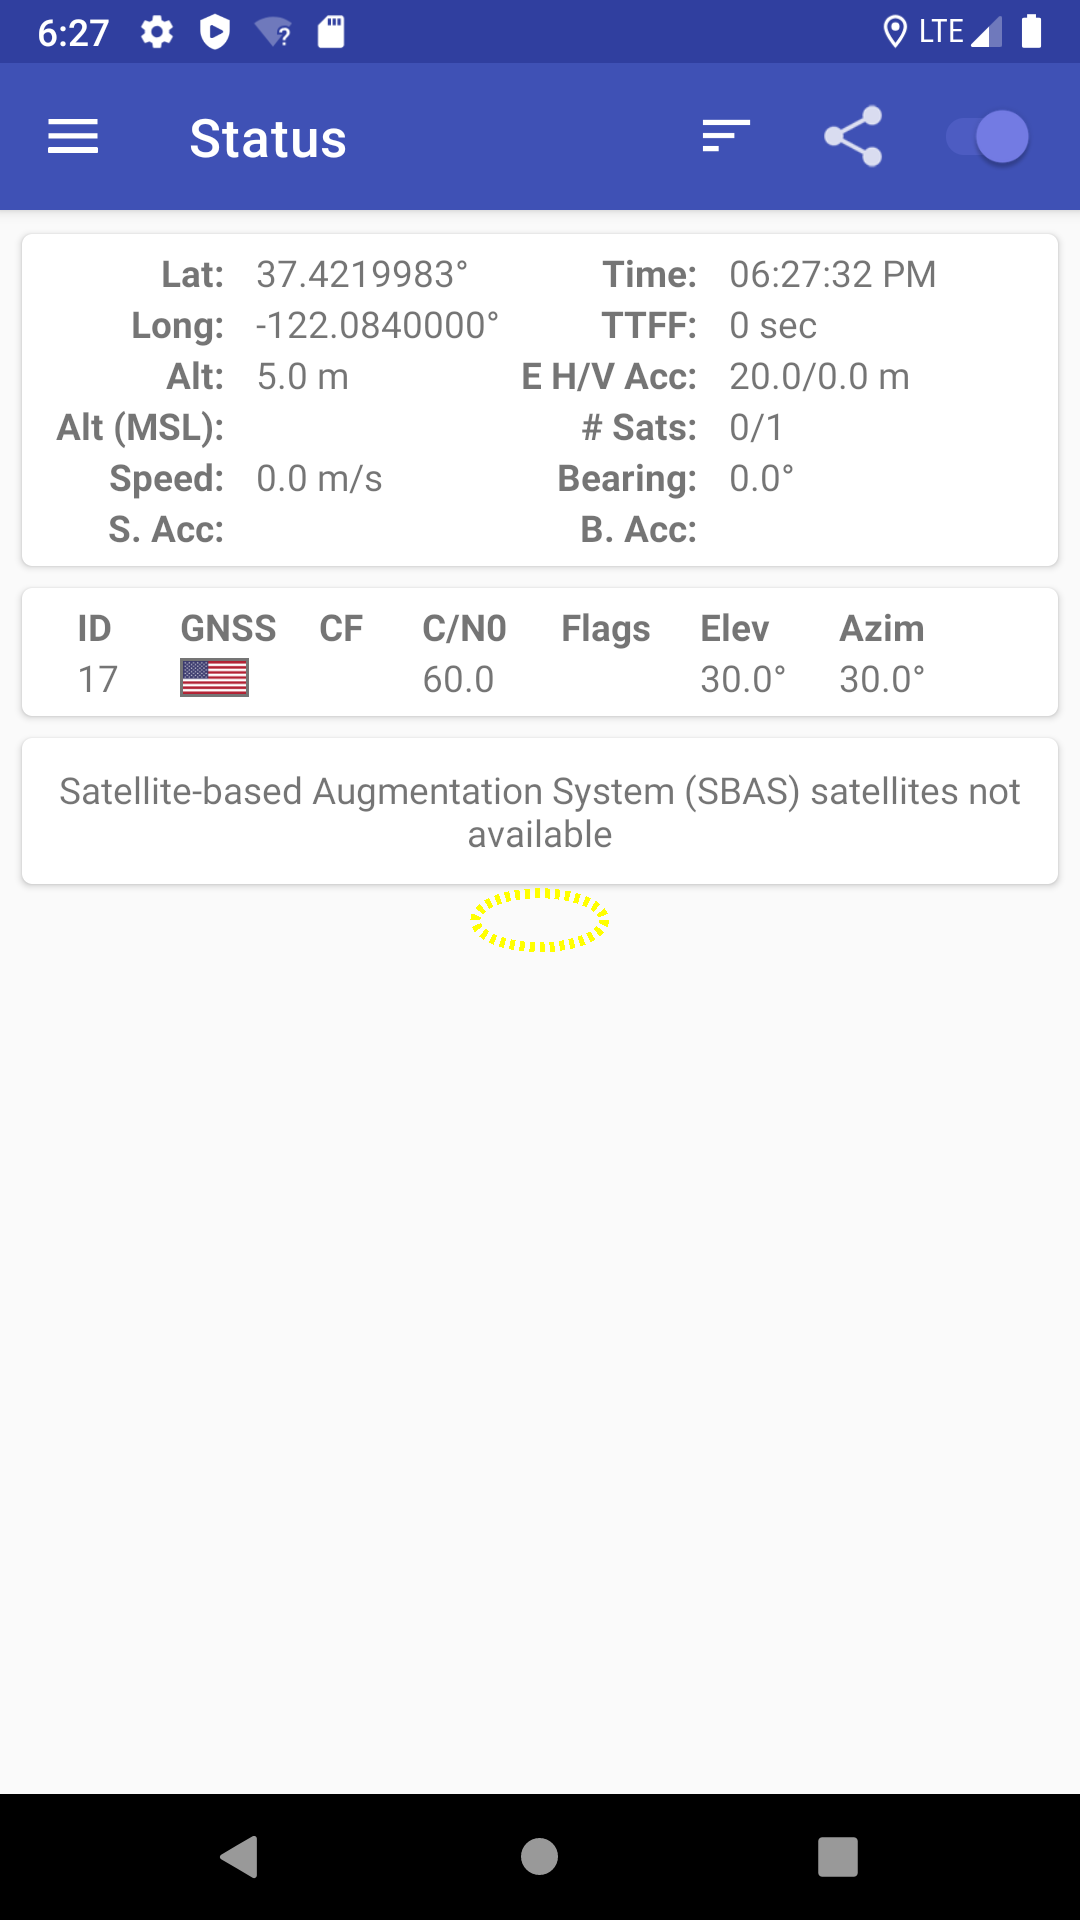 6:27 LTE
Status
Lat: 37.4219983° Time: 06:27:32 PM
Long: -122.0840000° TTFF: 0 sec
Alt: 5.0 m E H/V Acc: 20.0/0.0 m
Alt (MSL): # Sats: 0/1
Speed: 0.0 m/s Bearing: 0.0°
S. Acc: B. Acc:
ID GNSS CF C/N0 Flags Elev Azim
17 60.0 30.0° 30.0°
Satellite-based Augmentation System (SBAS) satellites not
available